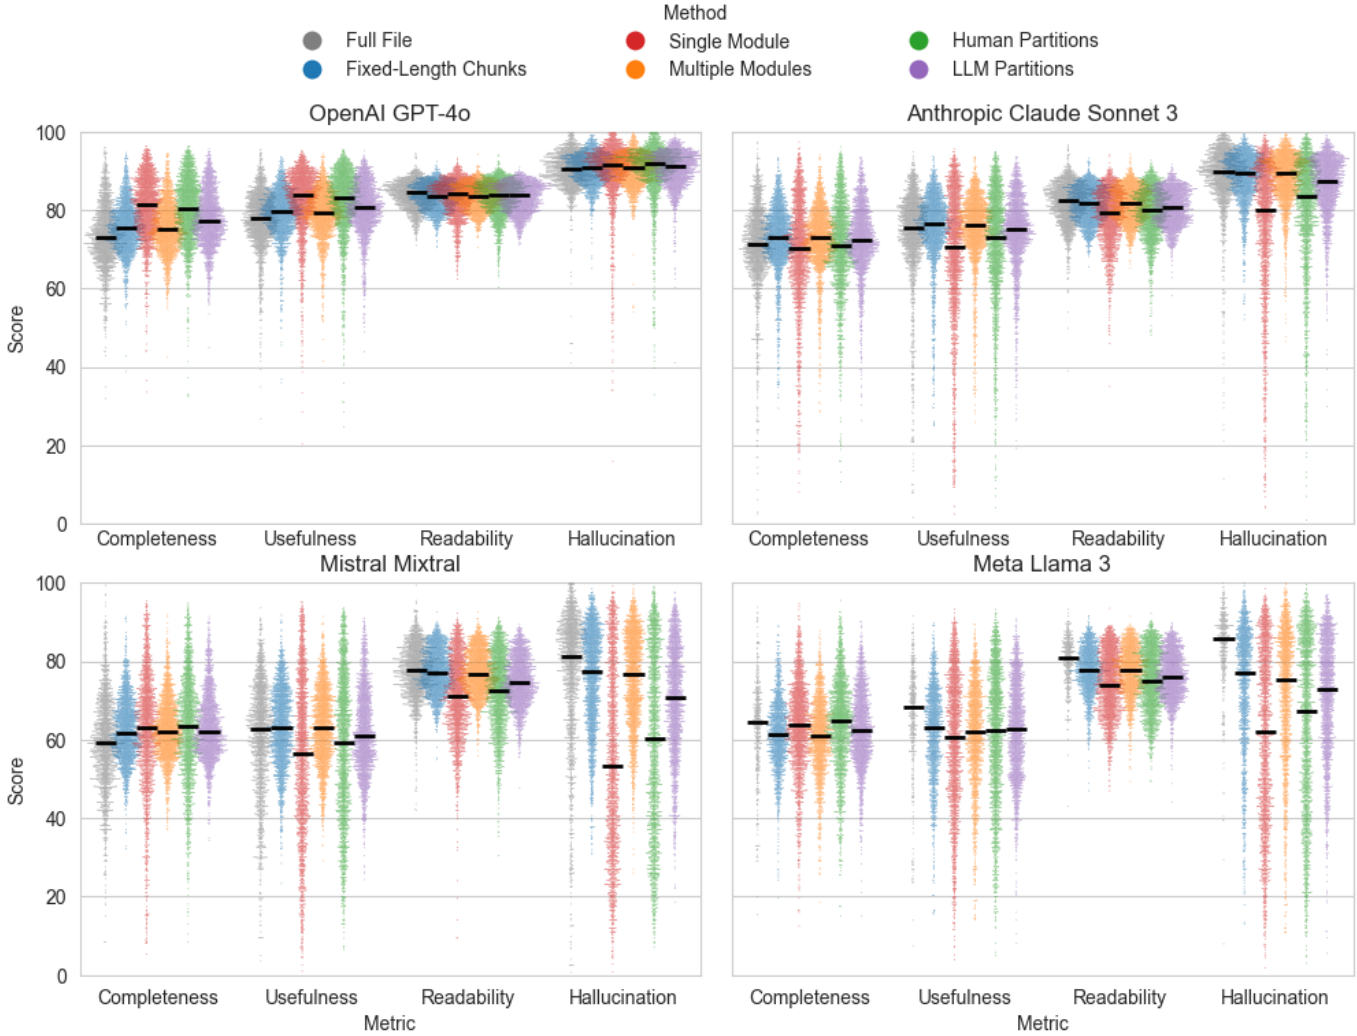 Method
Full File
Single Module
Human Partitions
Fixed-Length Chunks
Multiple Modules
LLM Partitions
OpenAI GPT-4o
Anthropic Claude Sonnet 3
100
80
60
40
20
0
Score
Completeness Usefulness Readability Hallucination
Completeness Usefulness Readability Hallucination
Mistral Mixtral
Meta Llama 3
100
80
60
40
20
0
Score
Completeness Usefulness Readability Hallucination
Completeness Usefulness Readability Hallucination
Metric
Metric